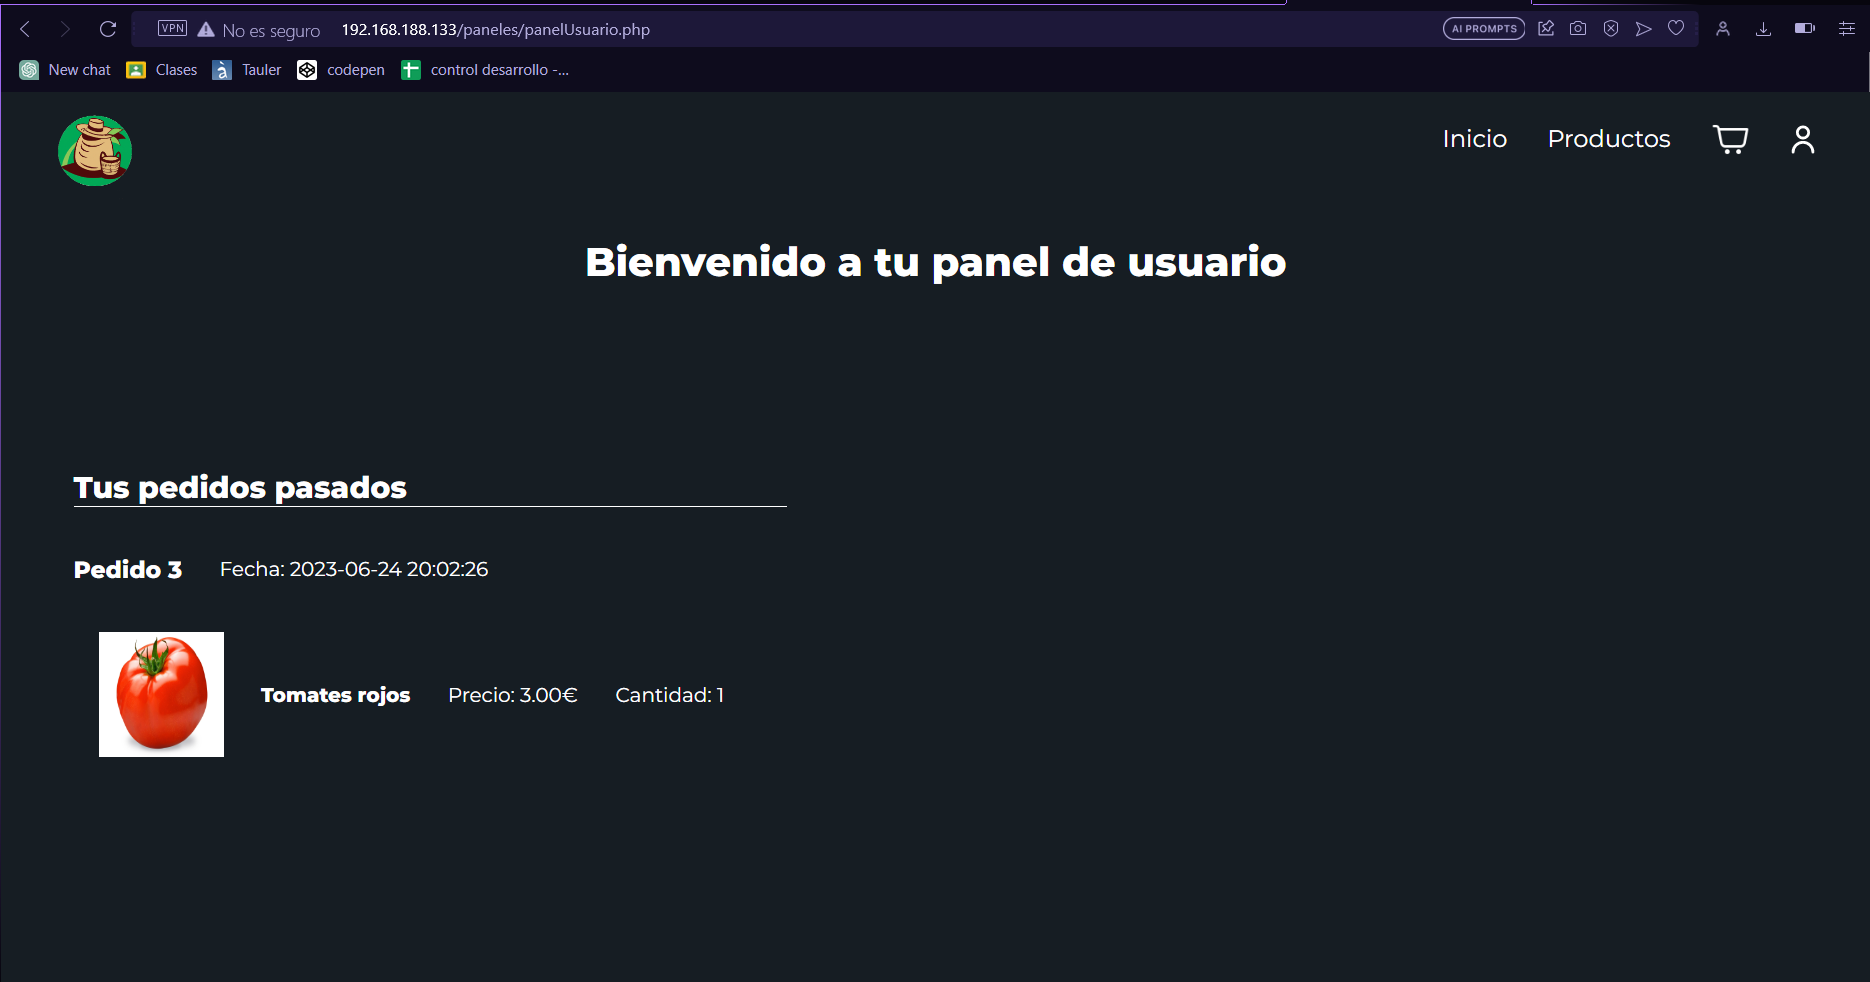 VPN No es seguro 192.168.188.133/paneles/panelUsuario.php AI PROMPTS
New chat Clases Tauler codepen control desarrollo -...
Inicio Productos
Bienvenido a tu panel de usuario
Tus pedidos pasados
Pedido 3 Fecha: 2023-06-24 20:02:26
Tomates rojos Precio: 3.00€ Cantidad: 1